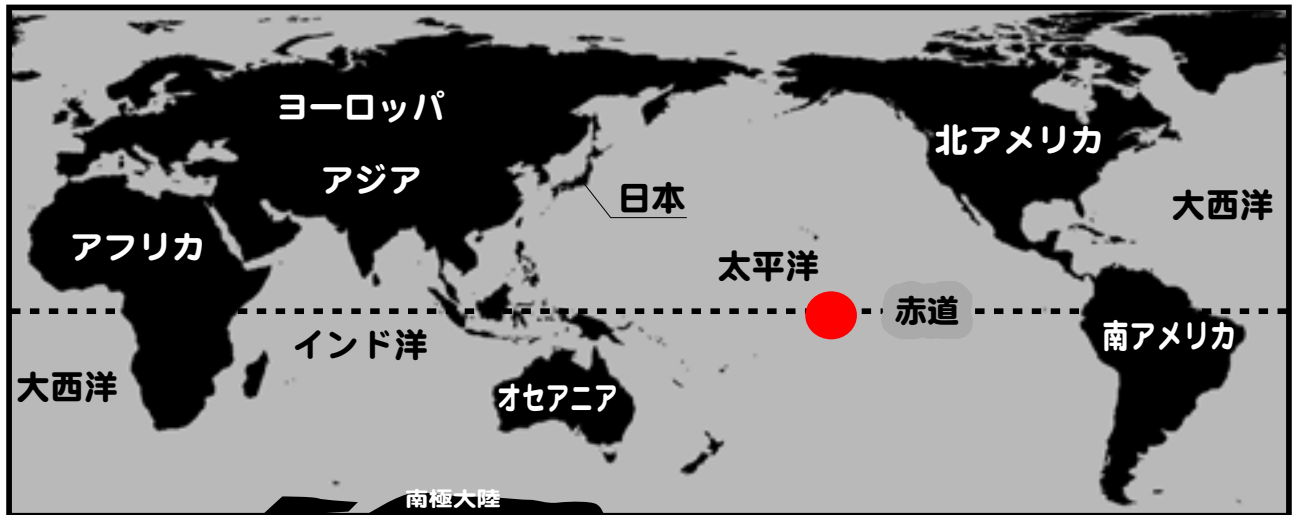 ヨーロッパ
北アメリカ
アジア
日本
大西洋
アフリカ
太平洋
赤道
インド洋
南アメリカ
大西洋
オセアニア
南極大陸